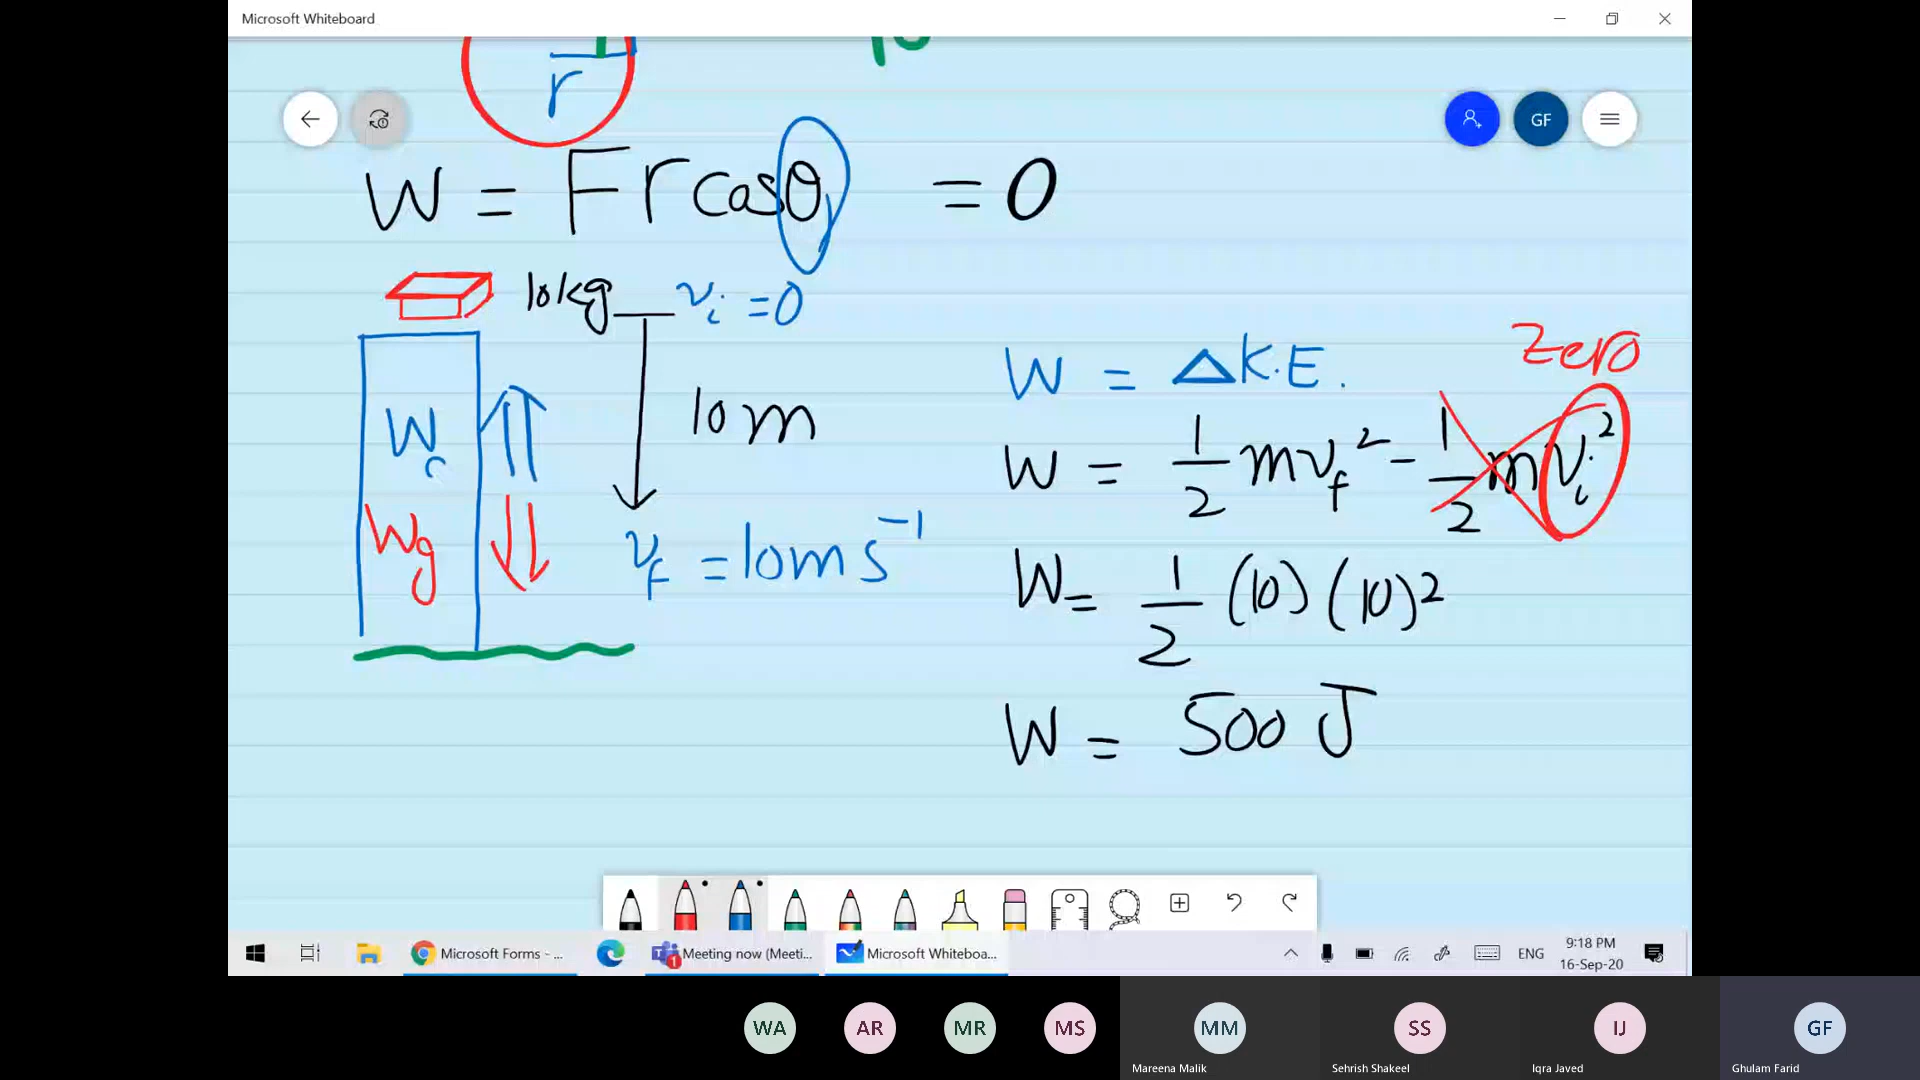 Microsoft Whiteboard
r
10
GF
W = Fr cosθ, = 0
10kg
vi = 0
Zero
W = ΔK.E.
10m
W = 1/2 mvf² - 1/2 mvi²
Wc
Wg
vf = 10ms⁻¹
W = 1/2 (10) (10)²
W = 500 J
Microsoft Forms - ...
1
Meeting now (Meeti...
Microsoft Whiteboa...
ENG
9:18 PM
16-Sep-20
WA
AR
MR
MS
MM
SS
IJ
GF
Mareena Malik
Sehrish Shakeel
Iqra Javed
Ghulam Farid